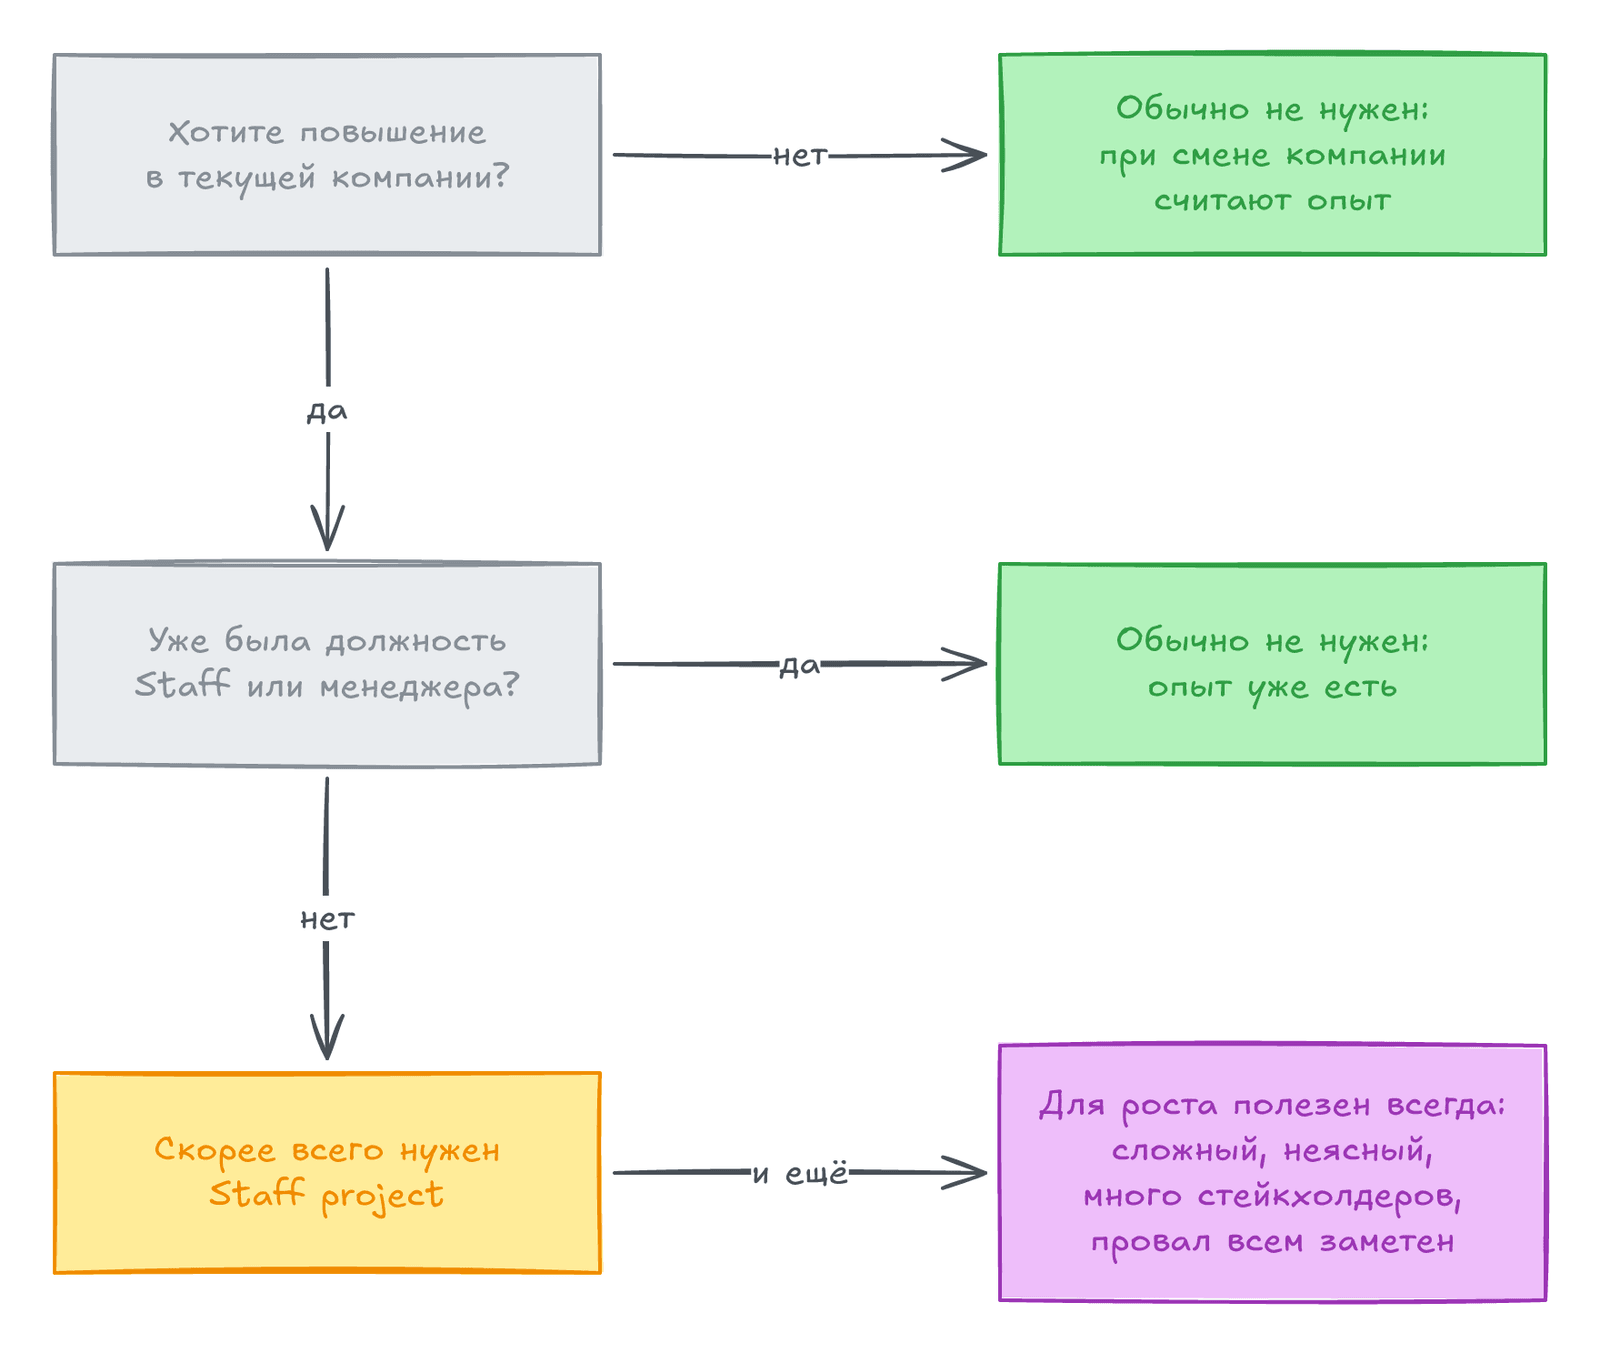 Хотите повышение
в текущей компании?
нет
Обычно не нужен:
при смене компании
считают опыт
да
Уже была должность
Staff или менеджера?
да
Обычно не нужен:
опыт уже есть
нет
Скорее всего нужен
Staff project
и ещё
Для роста полезен всегда:
сложный, неясный,
много стейкхолдеров,
провал всем заметен